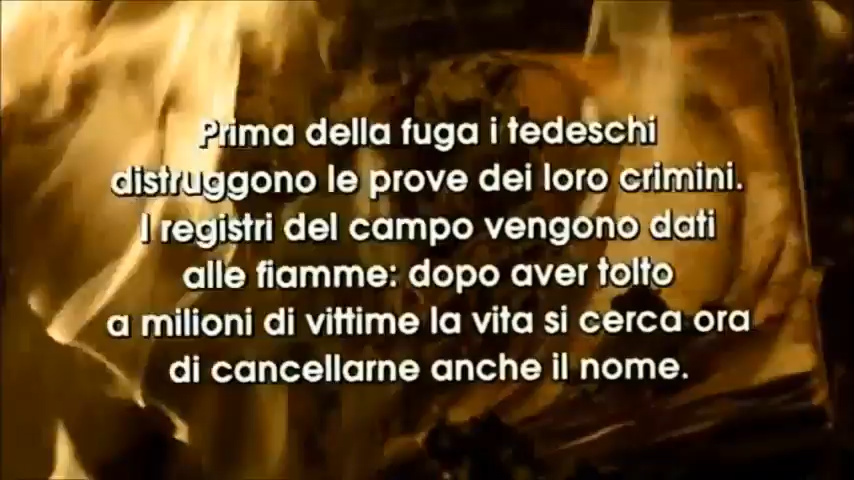 Prima della fuga i tedeschi
distruggono le prove dei loro crimini.
I registri del campo vengono dati
alle fiamme: dopo aver tolto
a milioni di vittime la vita si cerca ora
di cancellarne anche il nome.